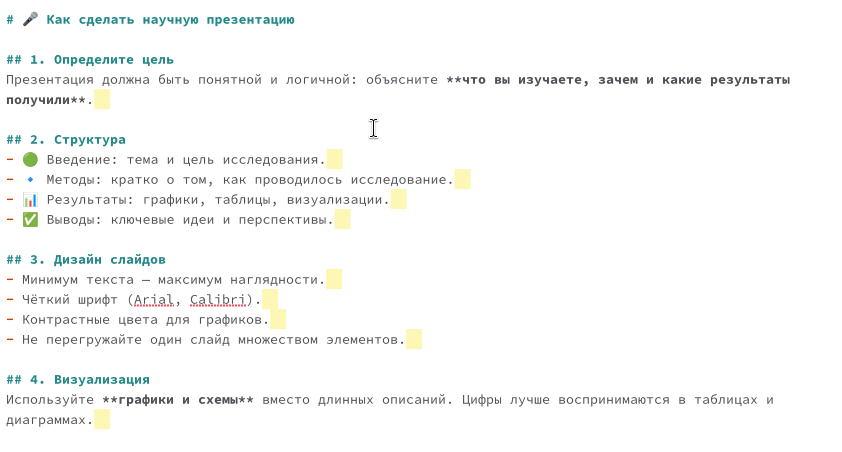 # 🎤 Как сделать научную презентацию
## 1. Определите цель
Презентация должна быть понятной и логичной: объясните **что вы изучаете, зачем и какие результаты
получили**.
## 2. Структура
- 🟢 Введение: тема и цель исследования.
- 🔹 Методы: кратко о том, как проводилось исследование.
- 📊 Результаты: графики, таблицы, визуализации.
- ✅ Выводы: ключевые идеи и перспективы.
## 3. Дизайн слайдов
- Минимум текста — максимум наглядности.
- Чёткий шрифт (Arial, Calibri).
- Контрастные цвета для графиков.
- Не перегружайте один слайд множеством элементов.
## 4. Визуализация
Используйте **графики и схемы** вместо длинных описаний. Цифры лучше воспринимаются в таблицах и
диаграммах.